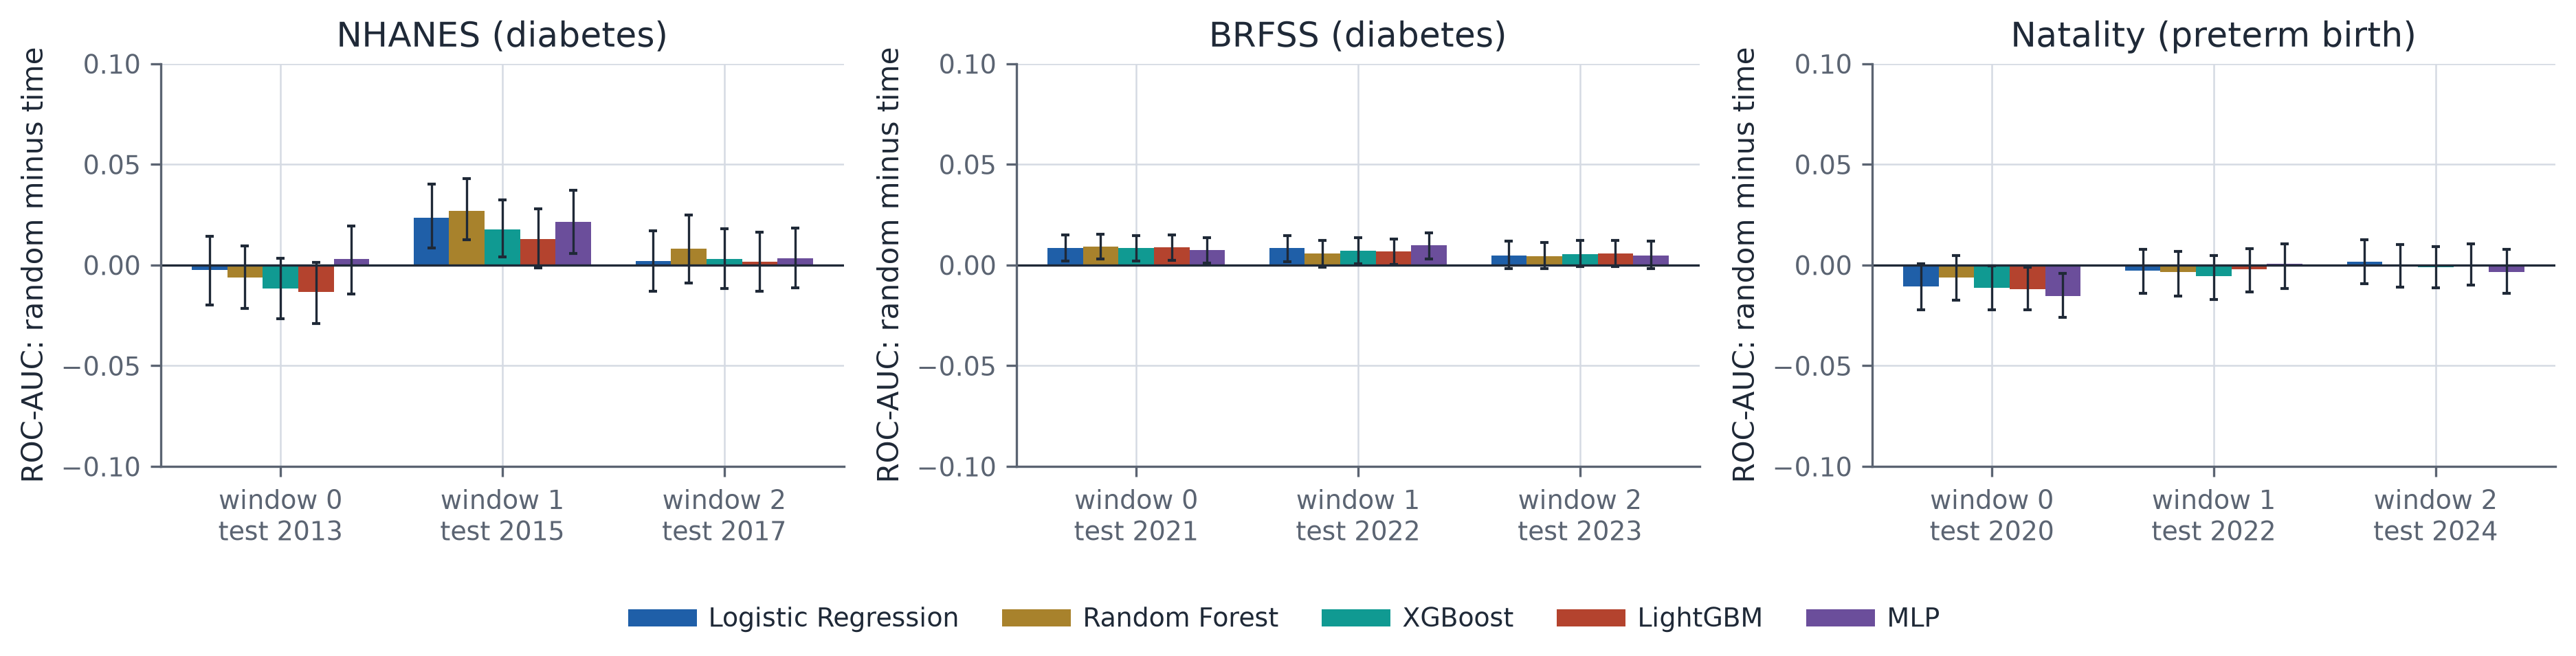 NHANES (diabetes)
ROC-AUC: random minus time
0.10
0.05
0.00
−0.05
−0.10
window 0
test 2013
window 1
test 2015
window 2
test 2017
BRFSS (diabetes)
ROC-AUC: random minus time
0.10
0.05
0.00
−0.05
−0.10
window 0
test 2021
window 1
test 2022
window 2
test 2023
Natality (preterm birth)
ROC-AUC: random minus time
0.10
0.05
0.00
−0.05
−0.10
window 0
test 2020
window 1
test 2022
window 2
test 2024
Logistic Regression
Random Forest
XGBoost
LightGBM
MLP